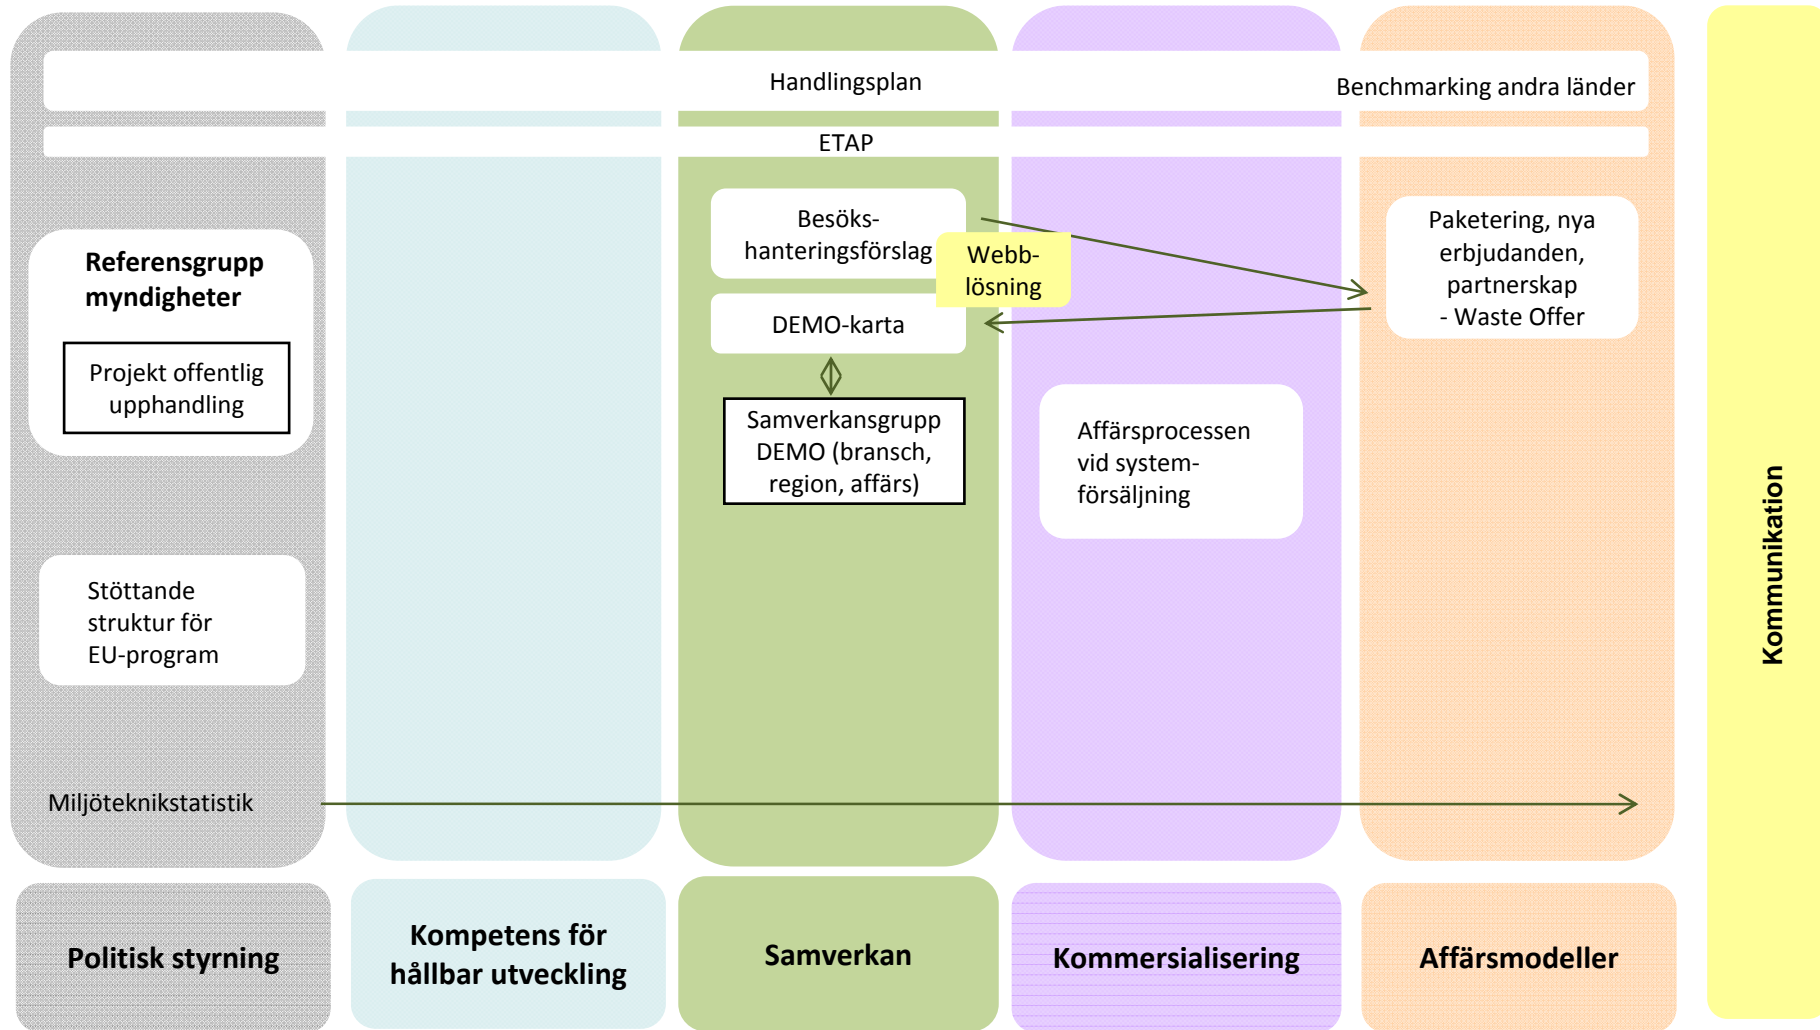 Handlingsplan
Benchmarking andra länder
ETAP
Referensgrupp
myndigheter
Projekt offentlig
upphandling
Stöttande
struktur för
EU-program
Besöks-
hanteringsförslag
Webb-
lösning
DEMO-karta
Samverkansgrupp
DEMO (bransch,
region, affärs)
Affärsprocessen
vid system-
försäljning
Paketering, nya
erbjudanden,
partnerskap
- Waste Offer
Miljöteknikstatistik
Politisk styrning
Kompetens för
hållbar utveckling
Samverkan
Kommersialisering
Affärsmodeller
Kommunikation